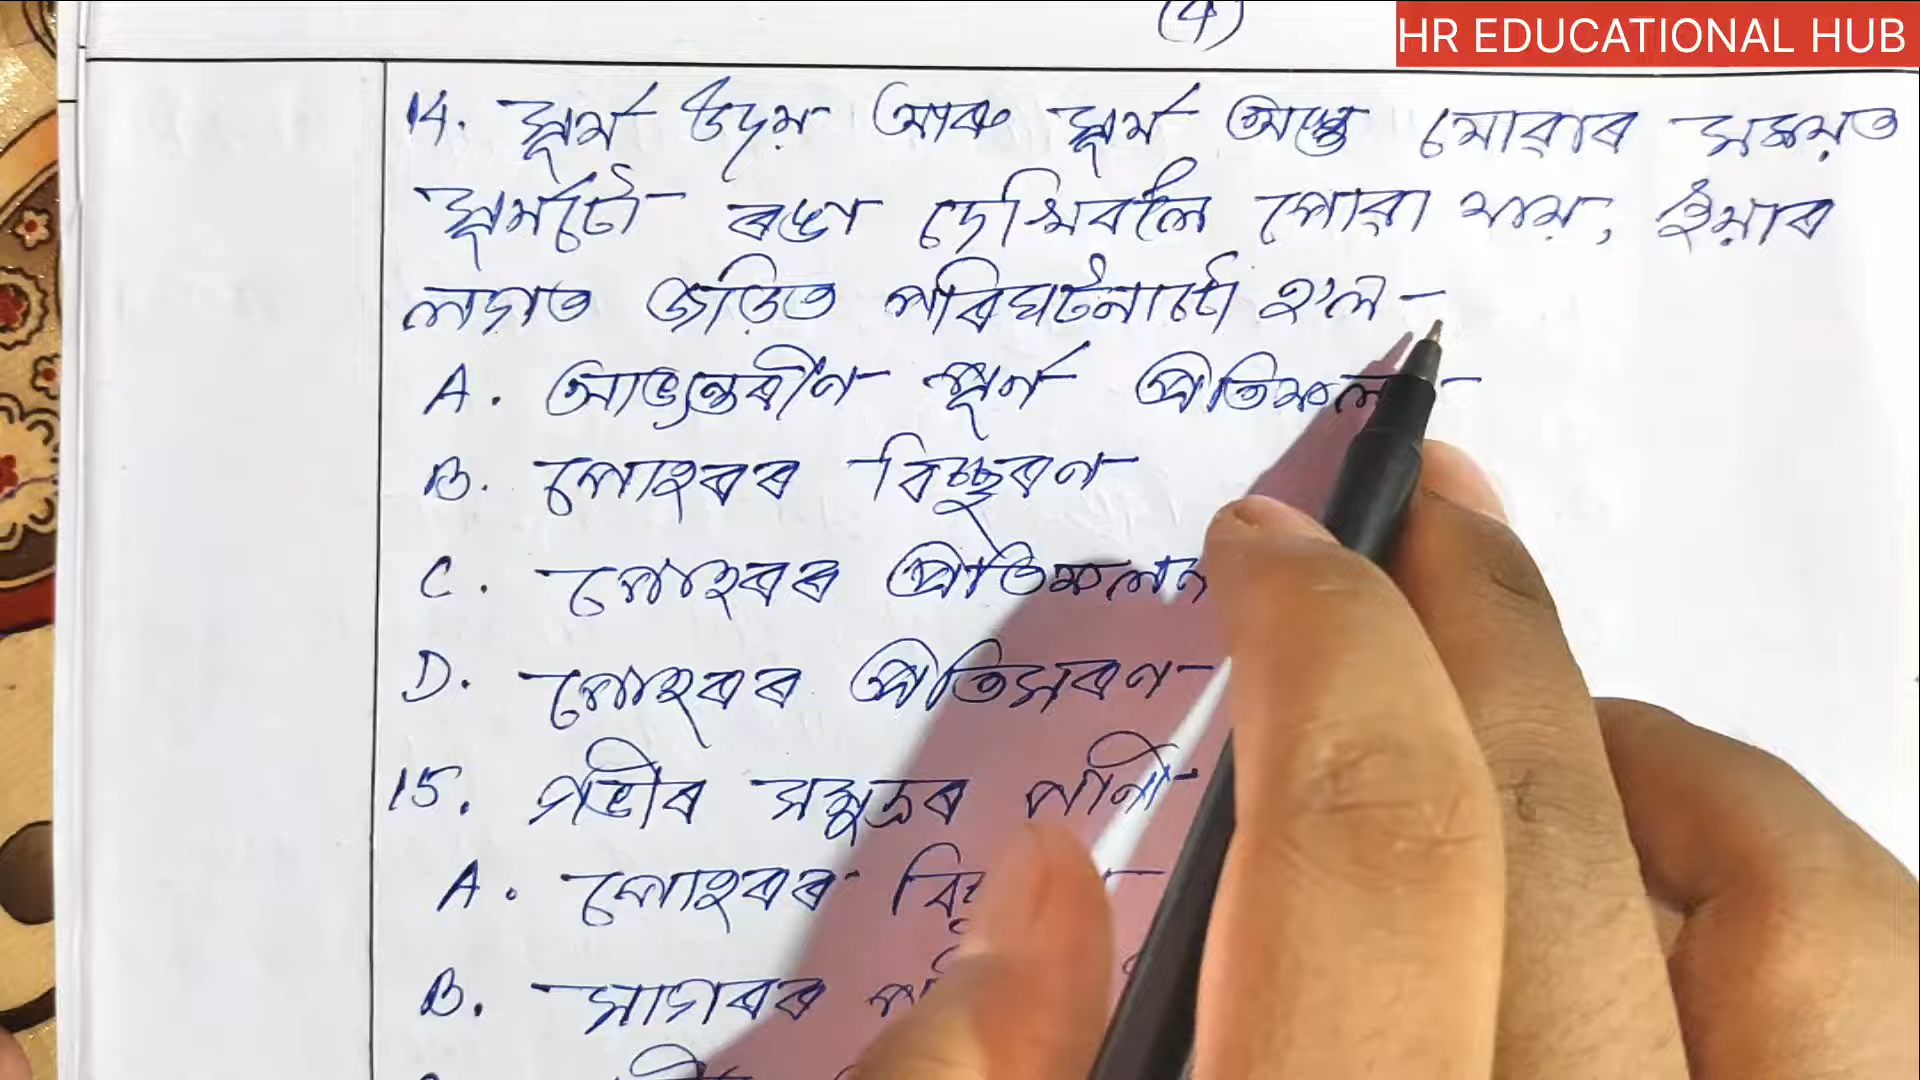 (4)
HR EDUCATIONAL HUB
14. সূৰ্য উদয় আৰু সূৰ্য অস্ত যোৱাৰ সময়ত
সূৰ্যটো ৰঙা দেখিবলৈ পোৱা যায়, ইয়াৰ
লগত জড়িত পৰিঘটনাটো হ'ল -
A. আভ্যন্তৰীণ পূৰ্ণ প্ৰতিফলন
B. পোহৰৰ বিচ্ছুৰণ
C. পোহৰৰ প্ৰতিফলন
D. পোহৰৰ প্ৰতিসৰণ
15. গভীৰ সমুদ্ৰৰ পানী
A. পোহৰৰ
B. সাগৰৰ